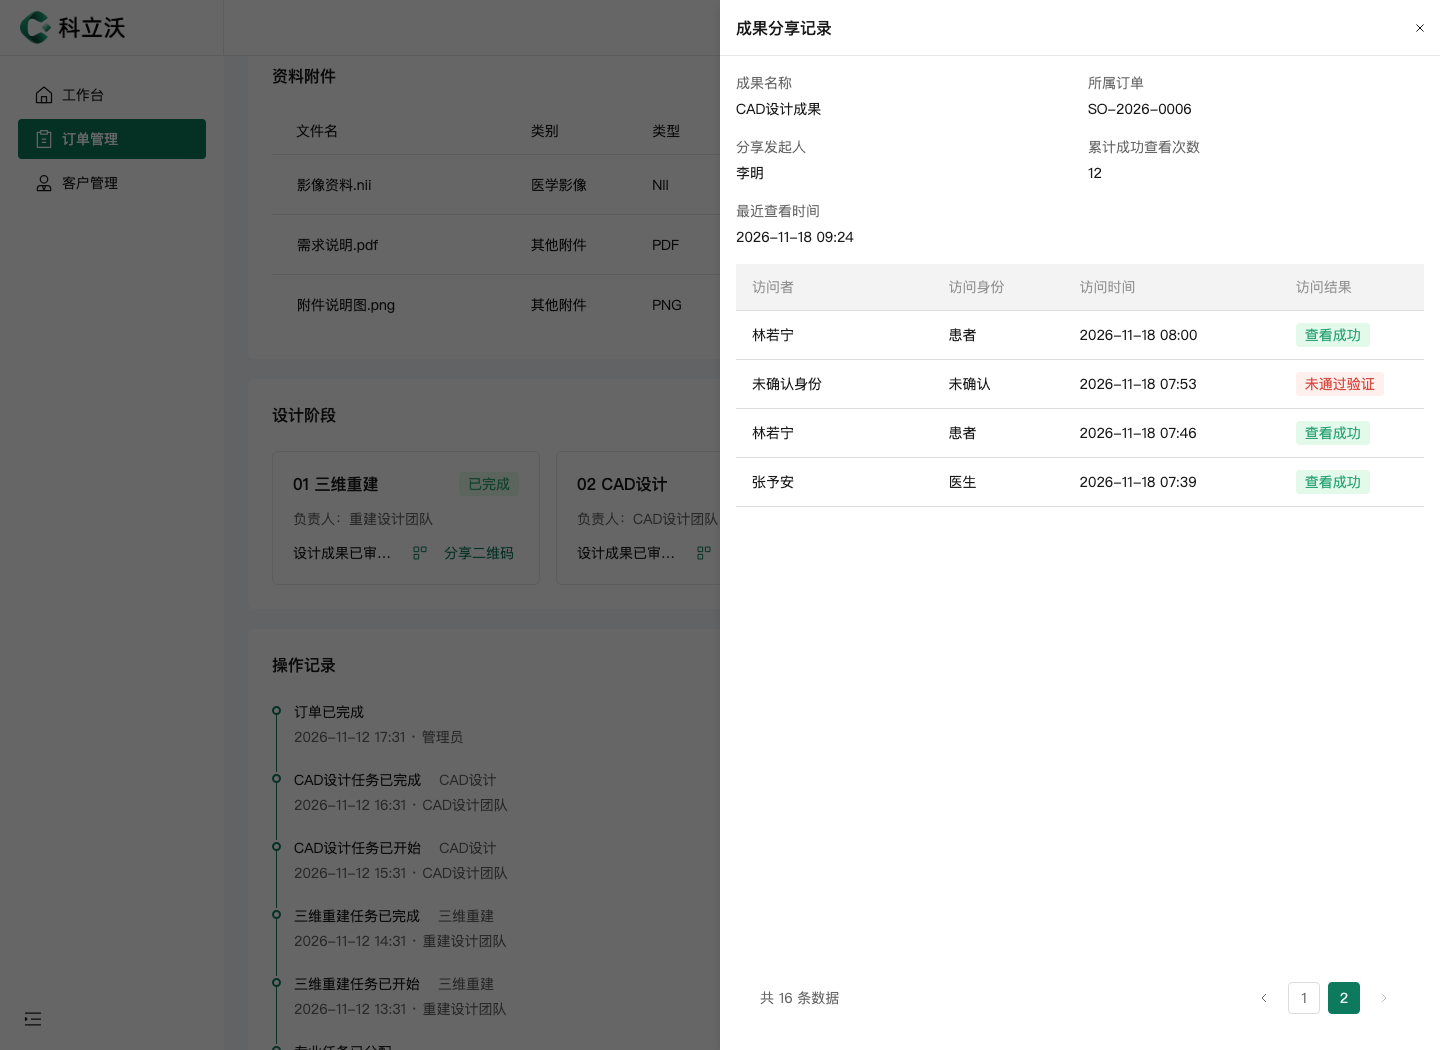 科立沃
工作台
订单管理
客户管理
资料附件
文件名 类别 类型
影像资料.nii 医学影像 NII
需求说明.pdf 其他附件 PDF
附件说明图.png 其他附件 PNG
设计阶段
01 三维重建 已完成
负责人：重建设计团队
设计成果已审... 分享二维码
02 CAD设计
负责人：CAD设计团队
设计成果已审...
操作记录
订单已完成
2026-11-12 17:31 · 管理员
CAD设计任务已完成 CAD设计
2026-11-12 16:31 · CAD设计团队
CAD设计任务已开始 CAD设计
2026-11-12 15:31 · CAD设计团队
三维重建任务已完成 三维重建
2026-11-12 14:31 · 重建设计团队
三维重建任务已开始 三维重建
2026-11-12 13:31 · 重建设计团队
成果分享记录
成果名称 所属订单
CAD设计成果 SO-2026-0006
分享发起人 累计成功查看次数
李明 12
最近查看时间
2026-11-18 09:24
访问者 访问身份 访问时间 访问结果
林若宁 患者 2026-11-18 08:00 查看成功
未确认身份 未确认 2026-11-18 07:53 未通过验证
林若宁 患者 2026-11-18 07:46 查看成功
张予安 医生 2026-11-18 07:39 查看成功
共 16 条数据 1 2